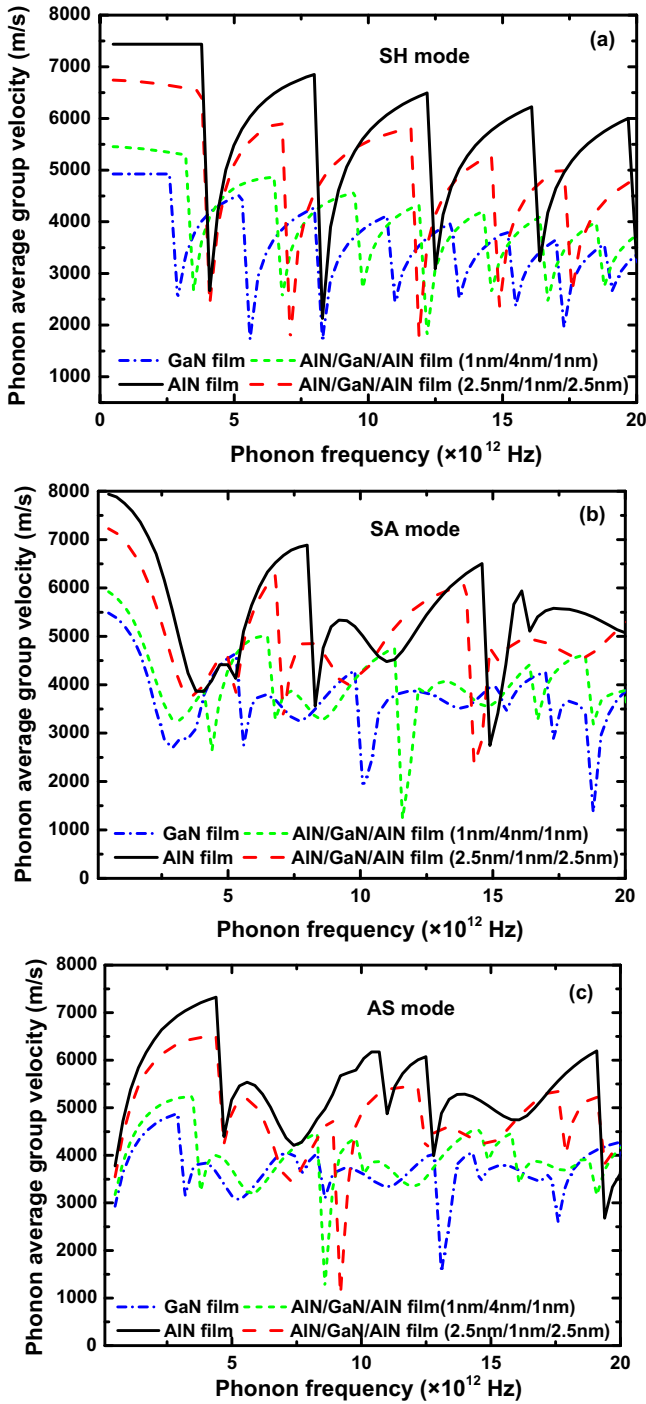 8000
7000
6000
5000
4000
3000
2000
1000
Phonon average group velocity (m/s)
(a)
SH mode
GaN film
AlN/GaN/AlN film (1nm/4nm/1nm)
AlN film
AlN/GaN/AlN film (2.5nm/1nm/2.5nm)
0 5 10 15 20
Phonon frequency (×10¹² Hz)
8000
7000
6000
5000
4000
3000
2000
1000
0
Phonon average group velocity (m/s)
(b)
SA mode
GaN film
AlN/GaN/AlN film (1nm/4nm/1nm)
AlN film
AlN/GaN/AlN film (2.5nm/1nm/2.5nm)
5 10 15 20
Phonon frequency (×10¹² Hz)
8000
7000
6000
5000
4000
3000
2000
1000
0
Phonon average group velocity (m/s)
(c)
AS mode
GaN film
AlN/GaN/AlN film(1nm/4nm/1nm)
AlN film
AlN/GaN/AlN film (2.5nm/1nm/2.5nm)
5 10 15 20
Phonon frequency (×10¹² Hz)